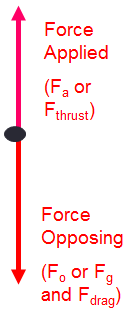 Force
Applied
(Fa or
Fthrust)
Force
Opposing
(Fo or Fg
and Fdrag)